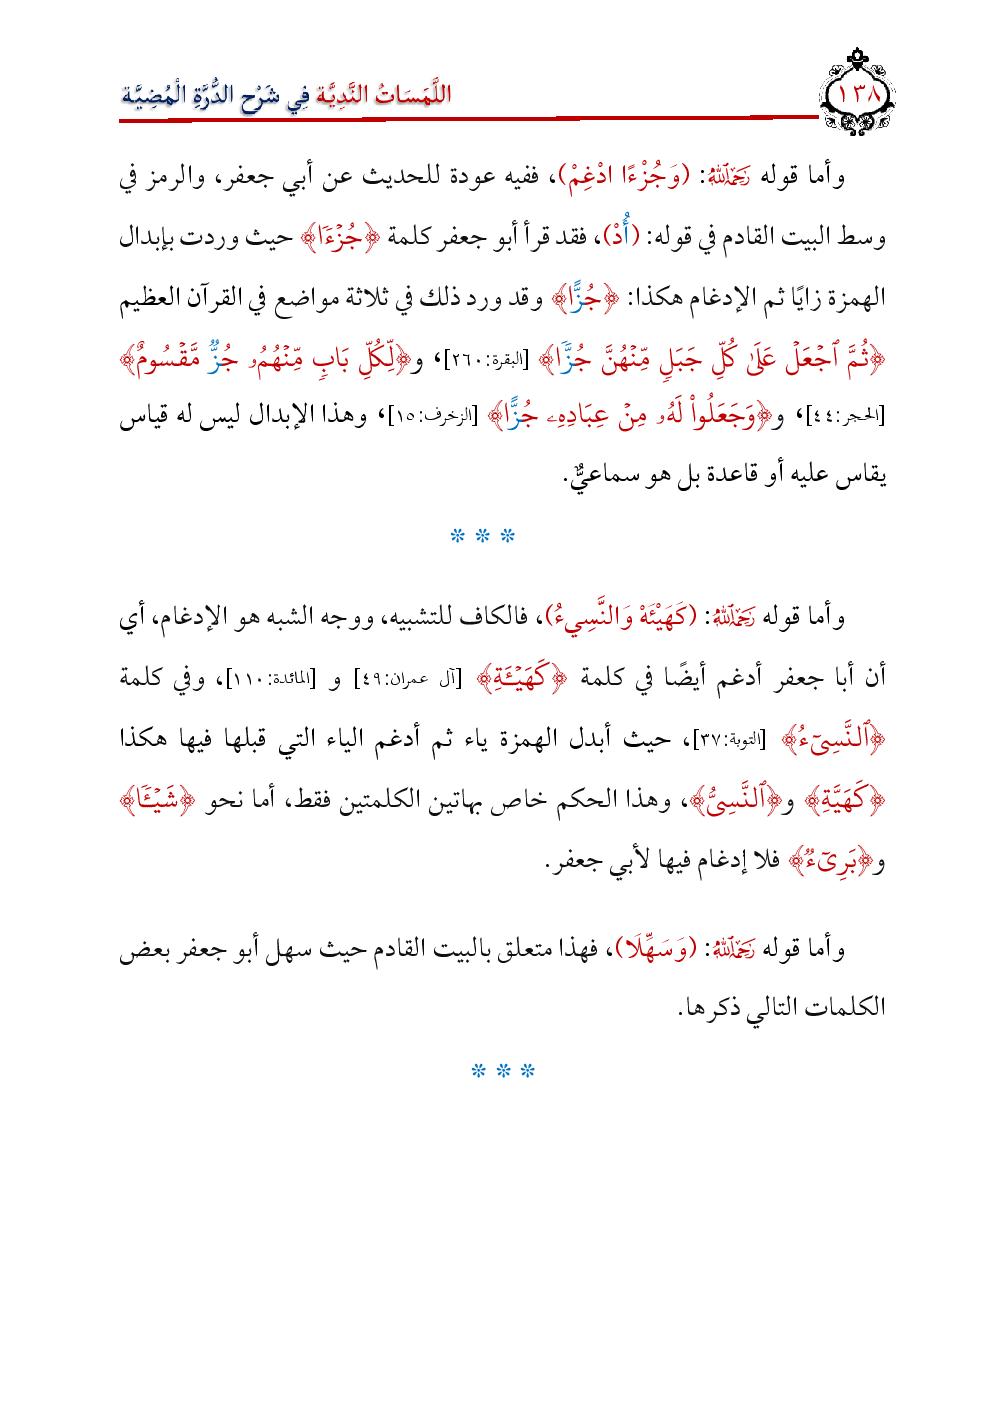 ١٣٨
اللَّمَسَاتُ النَّدِيَّة فِي شَرْحِ الدُّرَّةِ الْمُضِيَّة
وأما قوله رَحِمَهُ ٱللَّهُ: (وَجُزْءًا ادْغِمْ)، ففيه عودة للحديث عن أبي جعفر، والرمز في
وسط البيت القادم في قوله: (أُدْ)، فقد قرأ أبو جعفر كلمة ﴿جُزۡءٗا﴾ حيث وردت بإبدال
الهمزة زايًا ثم الإدغام هكذا: ﴿جُزًّا﴾ وقد ورد ذلك في ثلاثة مواضع في القرآن العظيم
﴿ثُمَّ ٱجۡعَلۡ عَلَىٰ كُلِّ جَبَلٖ مِّنۡهُنَّ جُزّٗا﴾ [البقرة:٢٦٠]، و﴿لِّكُلِّ بَابٖ مِّنۡهُمُۥ جُزّٞ مَّقۡسُومٌ﴾
[الحجر:٤٤]، و﴿وَجَعَلُواْ لَهُۥ مِنۡ عِبَادِهِۦ جُزًّا﴾ [الزخرف:١٥]، وهذا الإبدال ليس له قياس
يقاس عليه أو قاعدة بل هو سماعيٌّ.
* * *
وأما قوله رَحِمَهُ ٱللَّهُ: (كَهَيْئَهْ وَالنَّسِيءُ)، فالكاف للتشبيه، ووجه الشبه هو الإدغام، أي
أن أبا جعفر أدغم أيضًا في كلمة ﴿كَهَيۡـَٔةِ﴾ [آل عمران:٤٩] و [المائدة:١١٠]، وفي كلمة
﴿ٱلنَّسِيٓءُ﴾ [التوبة:٣٧]، حيث أبدل الهمزة ياء ثم أدغم الياء التي قبلها فيها هكذا
﴿كَهَيَّةِ﴾ و﴿ٱلنَّسِيُّ﴾، وهذا الحكم خاص بهاتين الكلمتين فقط، أما نحو ﴿شَيۡـٔٗا﴾
و﴿بَرِيٓءٞ﴾ فلا إدغام فيها لأبي جعفر.
وأما قوله رَحِمَهُ ٱللَّهُ: (وَسَهِّلَا)، فهذا متعلق بالبيت القادم حيث سهل أبو جعفر بعض
الكلمات التالي ذكرها.
* * *